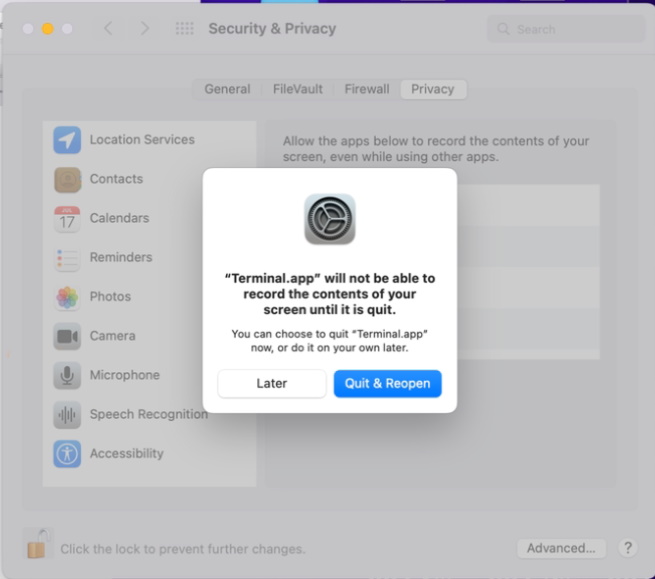 Security & Privacy
Search
General FileVault Firewall Privacy
Location Services
Contacts
JUL
17
Calendars
Reminders
Photos
Camera
Microphone
Speech Recognition
Accessibility
Allow the apps below to record the contents of your
screen, even while using other apps.
“Terminal.app” will not be able to
record the contents of your
screen until it is quit.
You can choose to quit “Terminal.app”
now, or do it on your own later.
Later Quit & Reopen
Click the lock to prevent further changes.
Advanced... ?